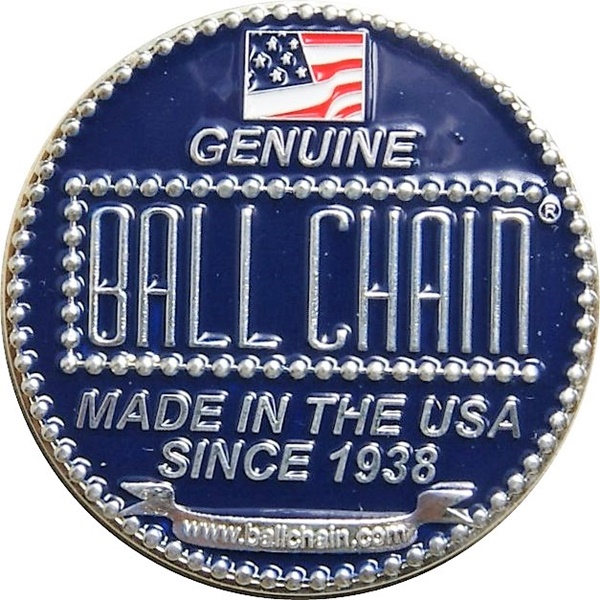 GENUINE
BALL CHAIN®
MADE IN THE USA
SINCE 1938
www.ballchain.com